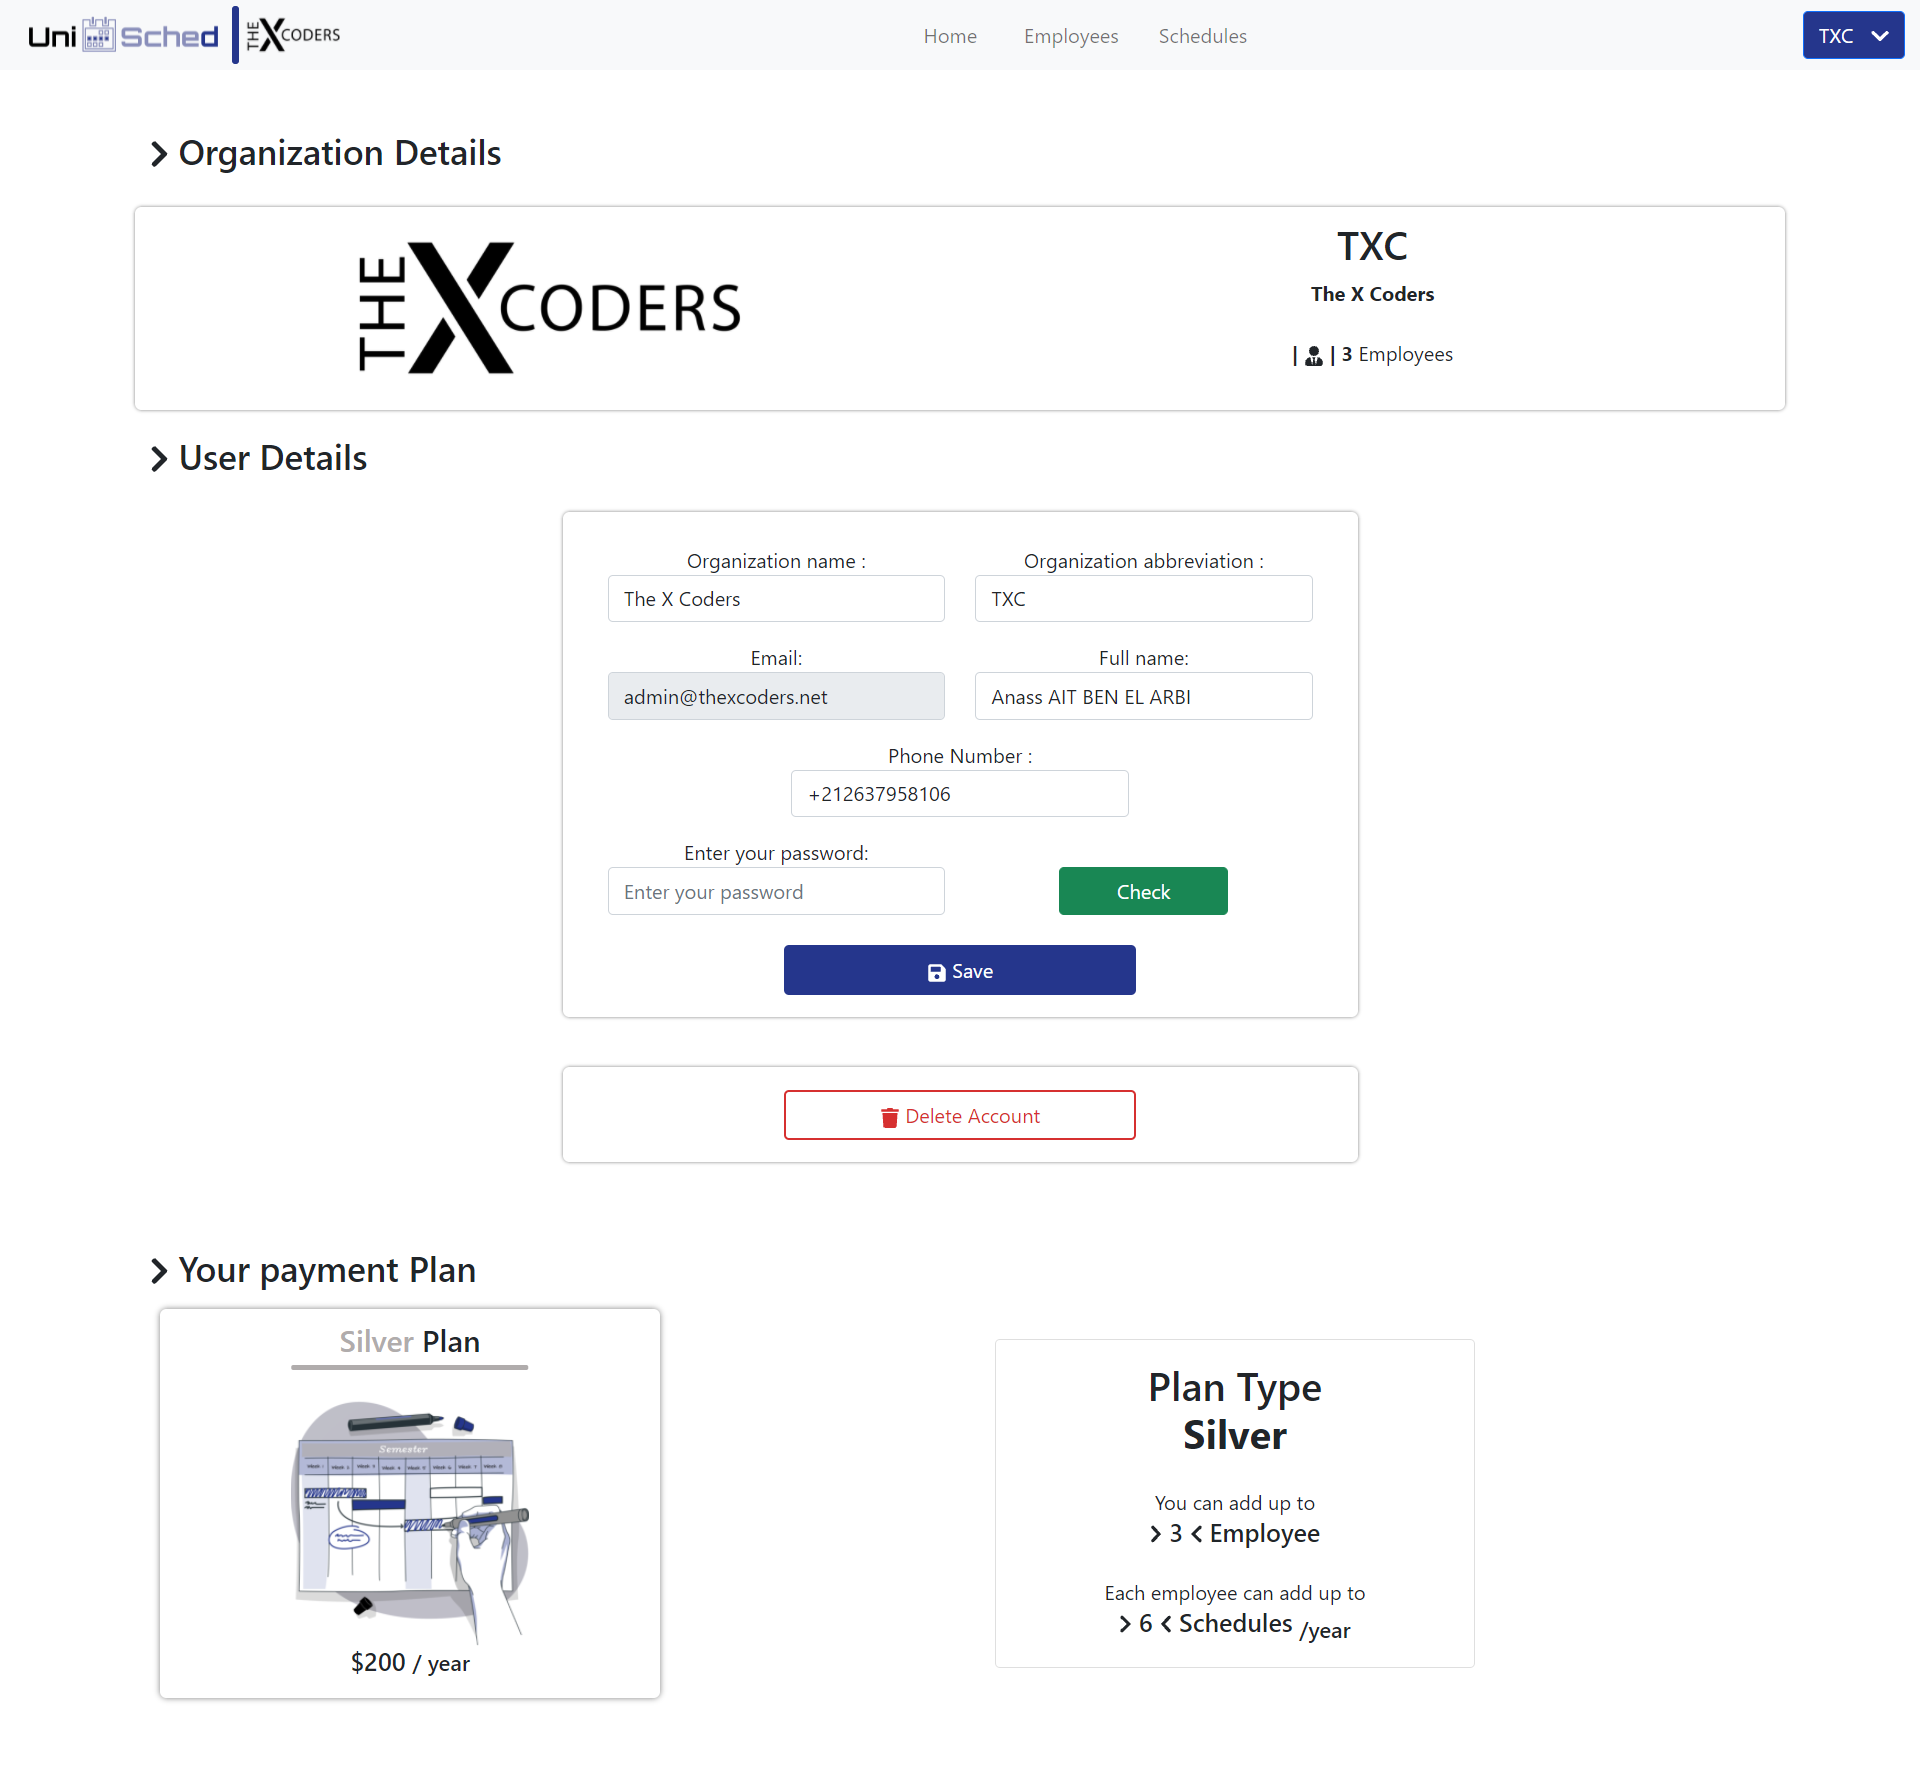 UniSched THE X CODERS Home Employees Schedules TXC
Organization Details
THE X CODERS
TXC
The X Coders
| | 3 Employees
User Details
Organization name : Organization abbreviation :
The X Coders TXC
Email: Full name:
admin@thexcoders.net Anass AIT BEN EL ARBI
Phone Number :
+212637958106
Enter your password:
Enter your password Check
Save
Delete Account
Your payment Plan
Silver Plan
Semester
$200 / year
Plan Type
Silver
You can add up to
> 3 < Employee
Each employee can add up to
> 6 < Schedules /year